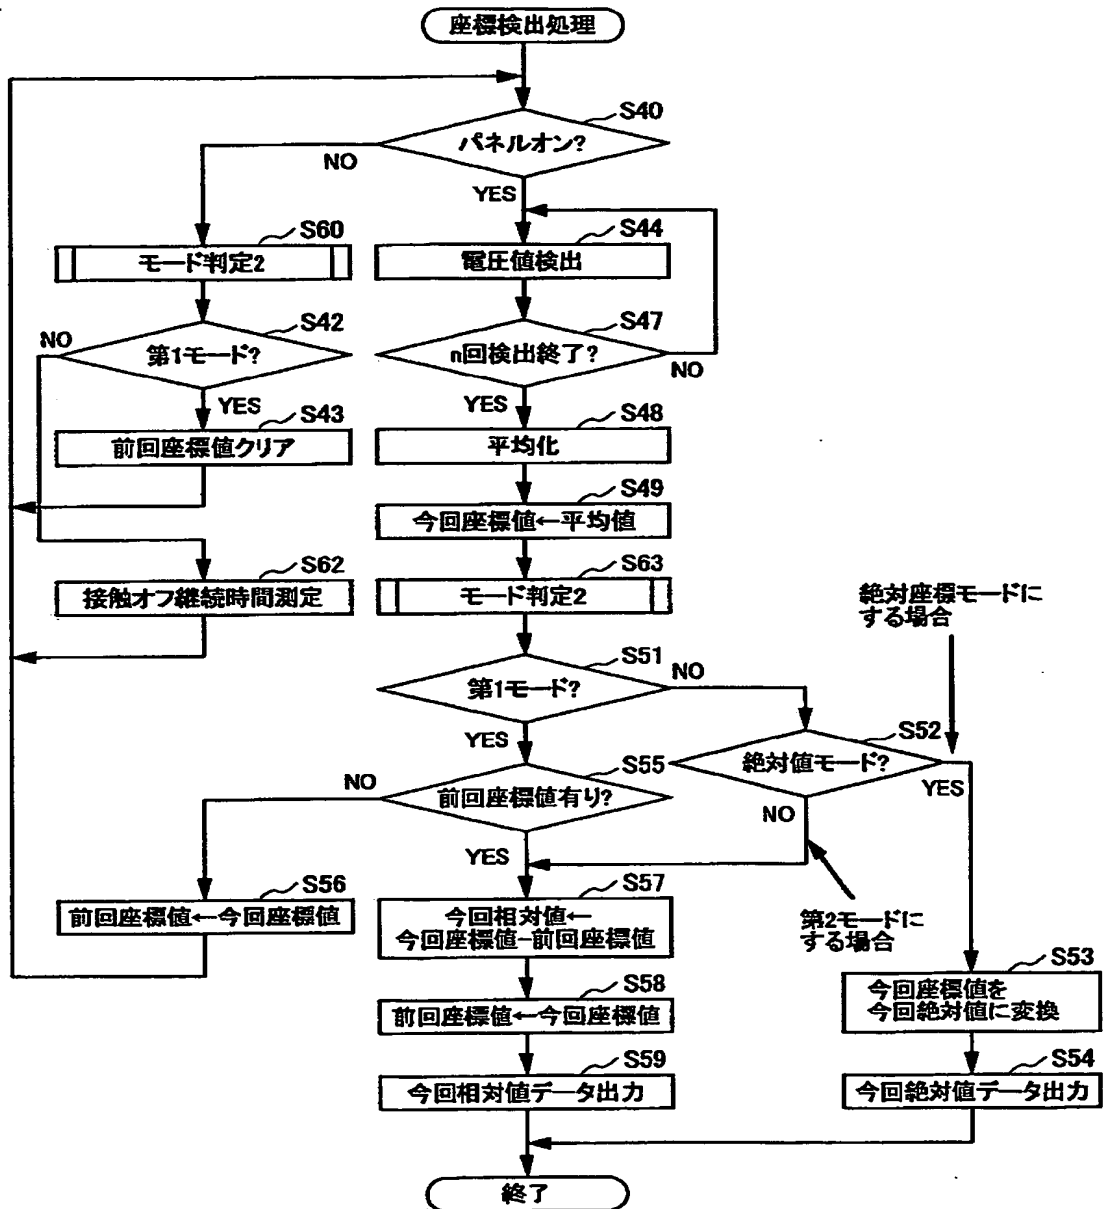 座標検出処理
S40
パネルオン?
NO
YES
S60
モード判定2
S44
電圧値検出
S42
NO
第1モード?
YES
S47
n回検出終了?
NO
YES
S43
前回座標値クリア
S48
平均化
S49
今回座標値←平均値
S62
接触オフ継続時間測定
S63
モード判定2
絶対座標モードに
する場合
S51
第1モード?
NO
YES
S52
絶対値モード?
YES
NO
S55
前回座標値有り?
NO
YES
S56
前回座標値←今回座標値
S57
今回相対値←
今回座標値-前回座標値
第2モードに
する場合
S53
今回座標値を
今回絶対値に変換
S58
前回座標値←今回座標値
S54
今回絶対値データ出力
S59
今回相対値データ出力
終了